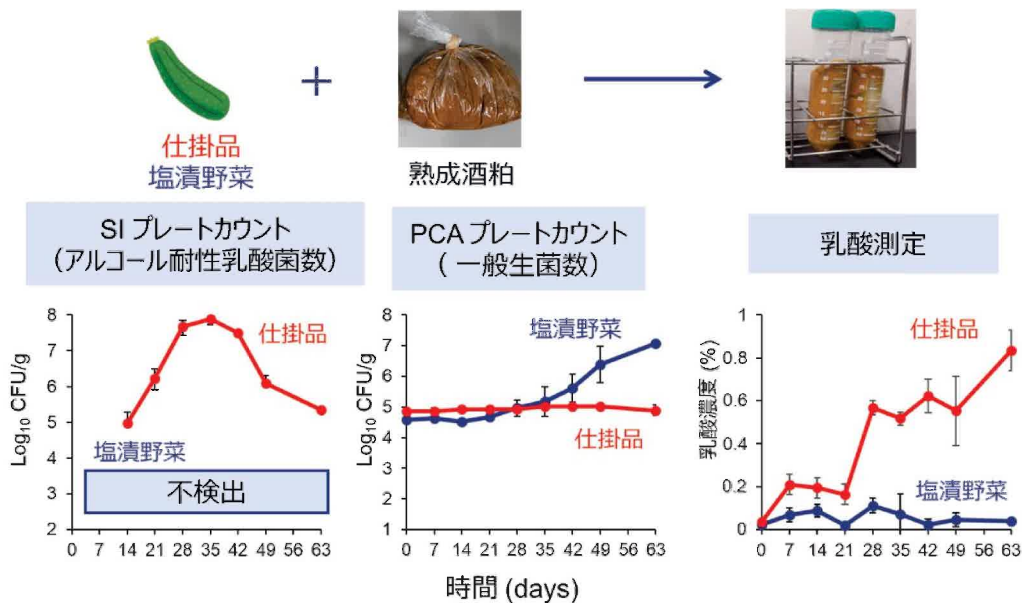 +
仕掛品
塩漬野菜
熟成酒粕
SI プレートカウント
(アルコール耐性乳酸菌数)
PCA プレートカウント
( 一般生菌数)
乳酸測定
Log10 CFU/g
8
7
6
5
4
3
2
仕掛品
塩漬野菜
不検出
0 7 14 21 28 35 42 49 56 63
Log10 CFU/g
8
7
6
5
4
3
2
1
塩漬野菜
仕掛品
0 7 14 21 28 35 42 49 56 63
乳酸濃度 (%)
1
0.8
0.6
0.4
0.2
0
仕掛品
塩漬野菜
0 7 14 21 28 35 42 49 56 63
時間 (days)